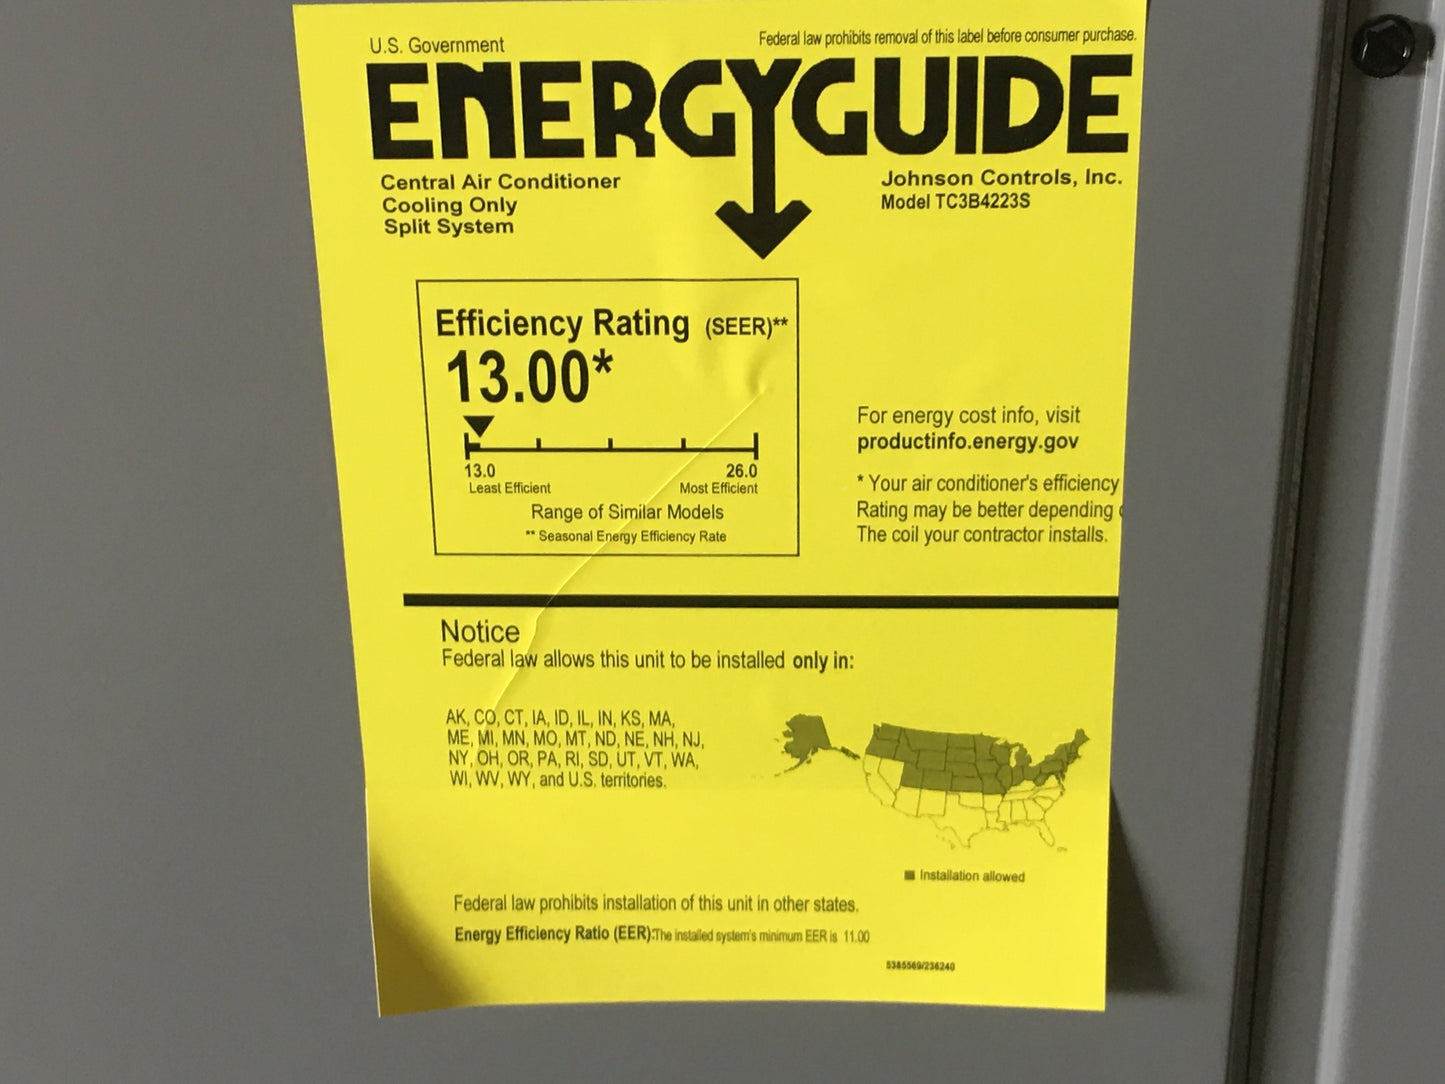 U.S. Government
Federal law prohibits removal of this label before consumer purchase.
ENERGYGUIDE
Central Air Conditioner
Cooling Only
Split System
Johnson Controls, Inc.
Model TC3B4223S
Efficiency Rating (SEER)**
13.00*
13.0
26.0
Least Efficient
Most Efficient
Range of Similar Models
** Seasonal Energy Efficiency Rate
For energy cost info, visit
productinfo.energy.gov
* Your air conditioner's efficiency
Rating may be better depending
The coil your contractor installs.
Notice
Federal law allows this unit to be installed only in:
AK, CO, CT, IA, ID, IL, IN, KS, MA,
ME, MI, MN, MO, MT, ND, NE, NH, NJ,
NY, OH, OR, PA, RI, SD, UT, VT, WA,
WI, WV, WY, and U.S. territories.
Installation allowed
Federal law prohibits installation of this unit in other states.
Energy Efficiency Ratio (EER):The installed system's minimum EER is 11.00
5385569/236240